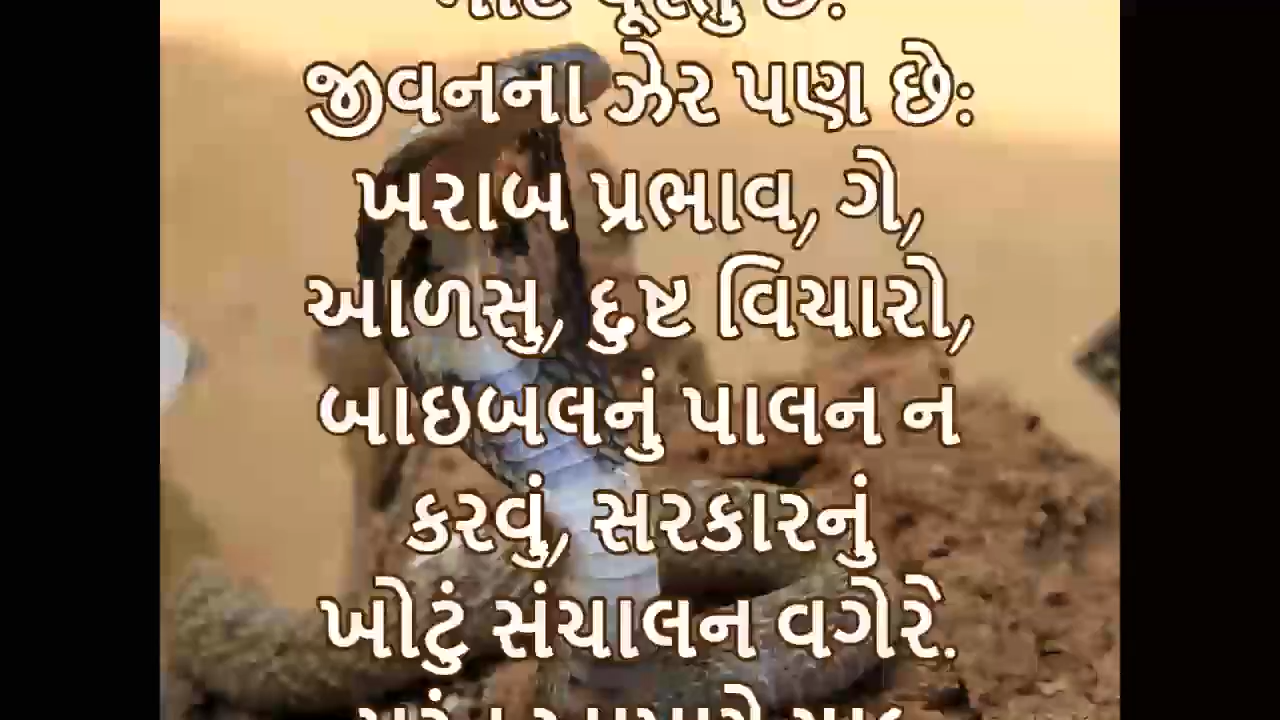 જીવનના ઝેર પણ છે:
ખરાબ પ્રભાવ, ગે,
આળસુ, દુષ્ટ વિચારો,
બાઇબલનું પાલન ન
કરવું, સરકારનું
ખોટું સંચાલન વગેરે.